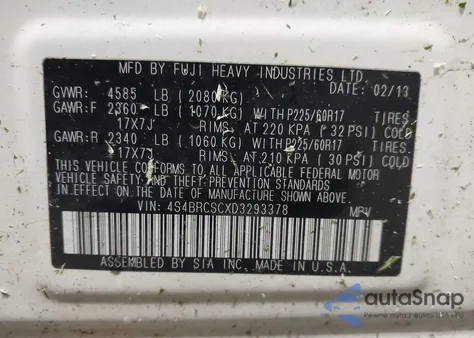 MFD BY FUJI HEAVY INDUSTRIES LTD.
GVWR: 4585 LB ( 2080 KG) DATE 02/13
GAWR:F 2360 LB ( 1070 KG) WITH P225/60R17 TIRES
17X7J RIMS, AT 220 KPA ( 32 PSI) COLD
GAWR:R 2340 LB ( 1060 KG) WITH P225/60R17 TIRES
17X7J RIMS, AT 210 KPA ( 30 PSI) COLD
THIS VEHICLE CONFORMS TO ALL APPLICABLE FEDERAL MOTOR
VEHICLE SAFETY AND THEFT PREVENTION STANDARDS
IN EFFECT ON THE DATE OF MANUFACTURE SHOWN ABOVE.
VIN: 4S4BRCSCXD3293378 MPV
ASSEMBLED BY SIA INC. MADE IN U.S.A.
autoSnap